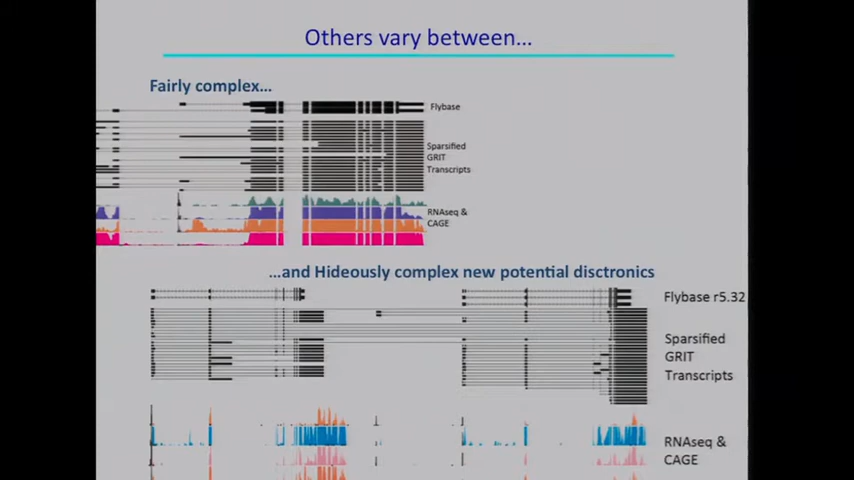 Others vary between...
Fairly complex...
Flybase
Sparsified
GRIT
Transcripts
RNAseq &
CAGE
...and Hideously complex new potential disctronics
Flybase r5.32
Sparsified
GRIT
Transcripts
RNAseq &
CAGE